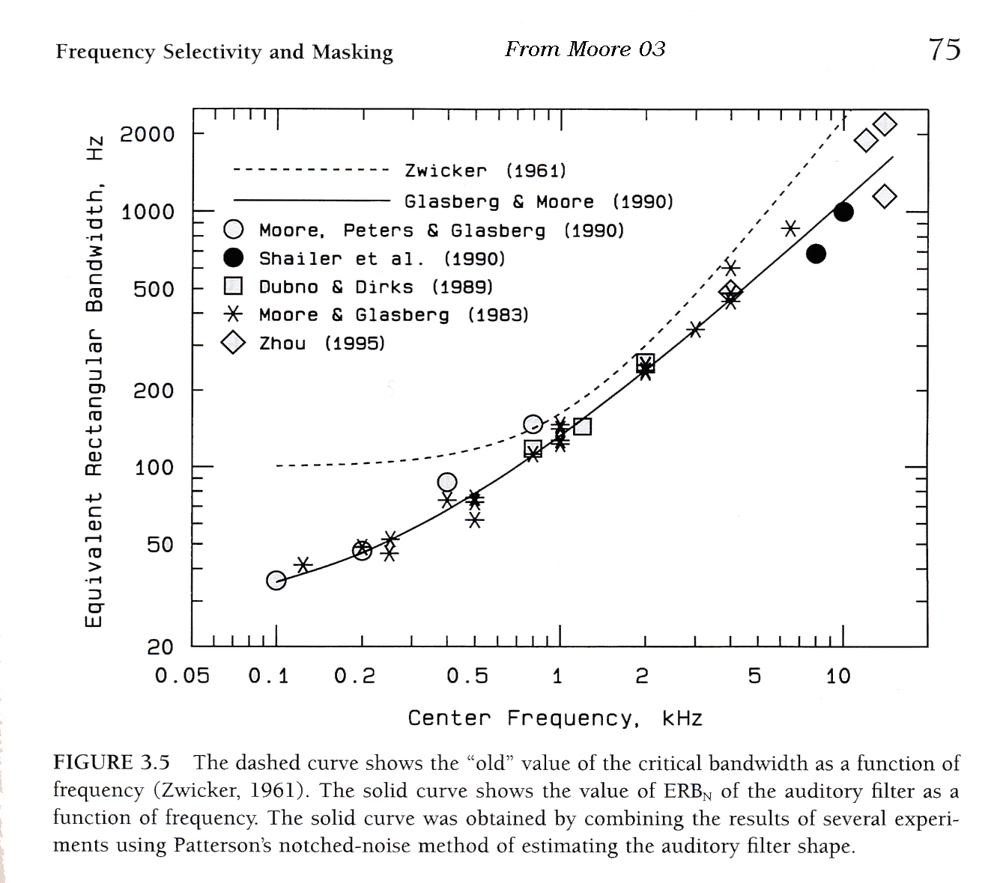 Frequency Selectivity and Masking
From Moore 03
75
Equivalent Rectangular Bandwidth, Hz
2000
1000
500
200
100
50
20
Zwicker (1961)
Glasberg & Moore (1990)
Moore, Peters & Glasberg (1990)
Shailer et al. (1990)
Dubno & Dirks (1989)
Moore & Glasberg (1983)
Zhou (1995)
0.05 0.1 0.2 0.5 1 2 5 10
Center Frequency, kHz
FIGURE 3.5 The dashed curve shows the “old” value of the critical bandwidth as a function of
frequency (Zwicker, 1961). The solid curve shows the value of ERBN of the auditory filter as a
function of frequency. The solid curve was obtained by combining the results of several experi-
ments using Patterson's notched-noise method of estimating the auditory filter shape.